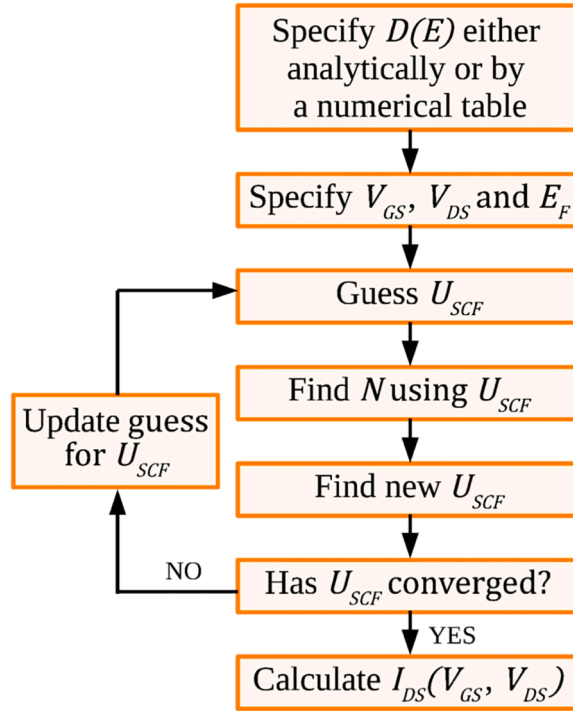 Specify D(E) either
analytically or by
a numerical table
Specify V_GS, V_DS and E_F
Guess U_SCF
Find N using U_SCF
Update guess
for U_SCF
Find new U_SCF
NO
Has U_SCF converged?
YES
Calculate I_DS(V_GS, V_DS)